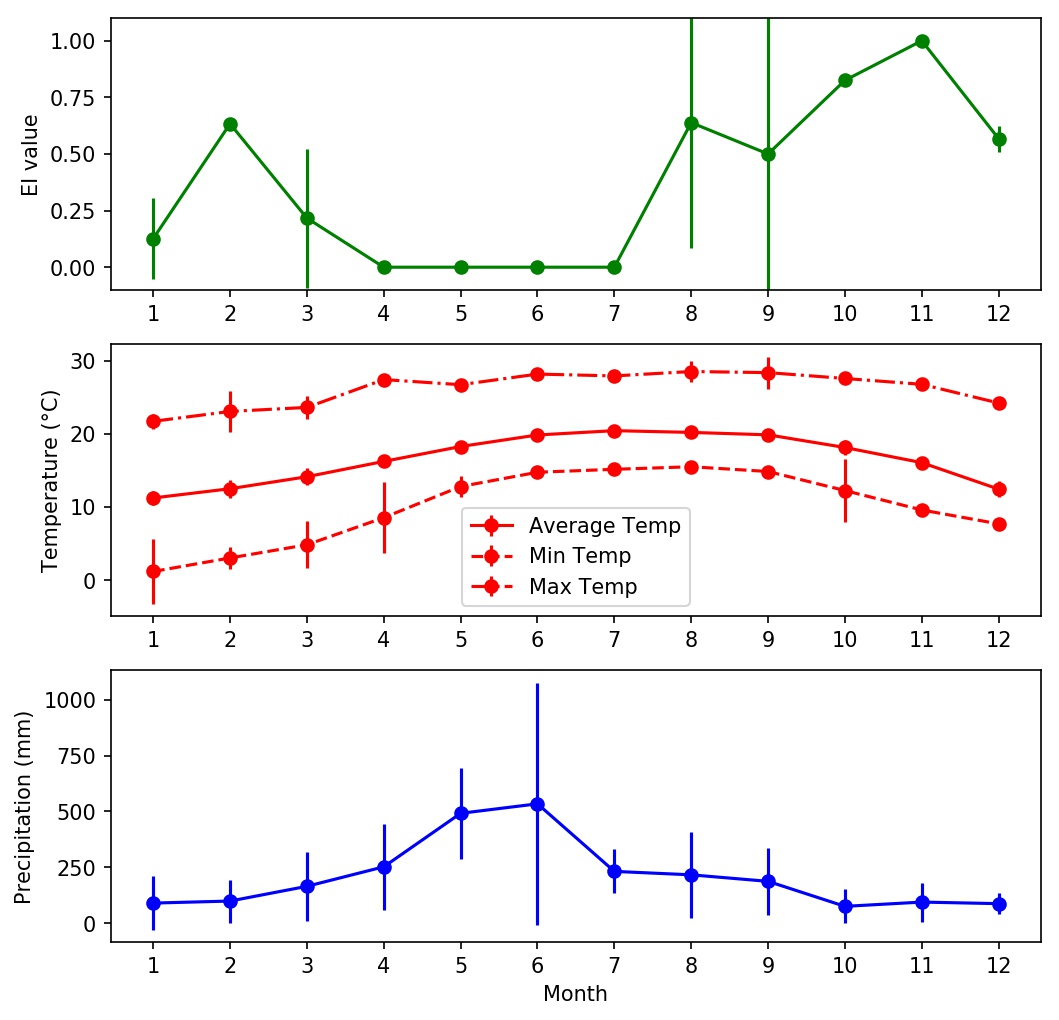 EI value
1.00
0.75
0.50
0.25
0.00
1 2 3 4 5 6 7 8 9 10 11 12
Temperature (°C)
30
20
10
0
Average Temp
Min Temp
Max Temp
1 2 3 4 5 6 7 8 9 10 11 12
Precipitation (mm)
1000
750
500
250
0
1 2 3 4 5 6 7 8 9 10 11 12
Month